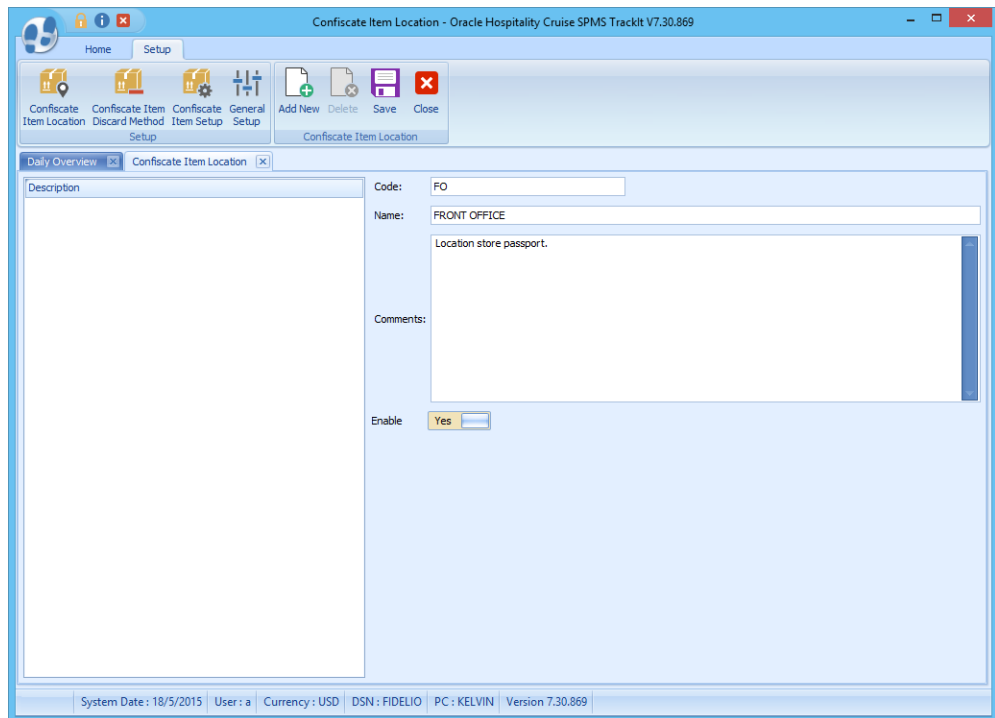 Confiscate Item Location - Oracle Hospitality Cruise SPMS TrackIt V7.30.869
Home Setup
Confiscate Item Location
Confiscate Item Discard Method
Confiscate Item Setup
General Setup
Add New Delete Save Close
Setup
Confiscate Item Location
Daily Overview Confiscate Item Location
Description
Code: FO
Name: FRONT OFFICE
Comments: Location store passport.
Enable Yes
System Date : 18/5/2015 User : a Currency : USD DSN : FIDELIO PC : KELVIN Version 7.30.869